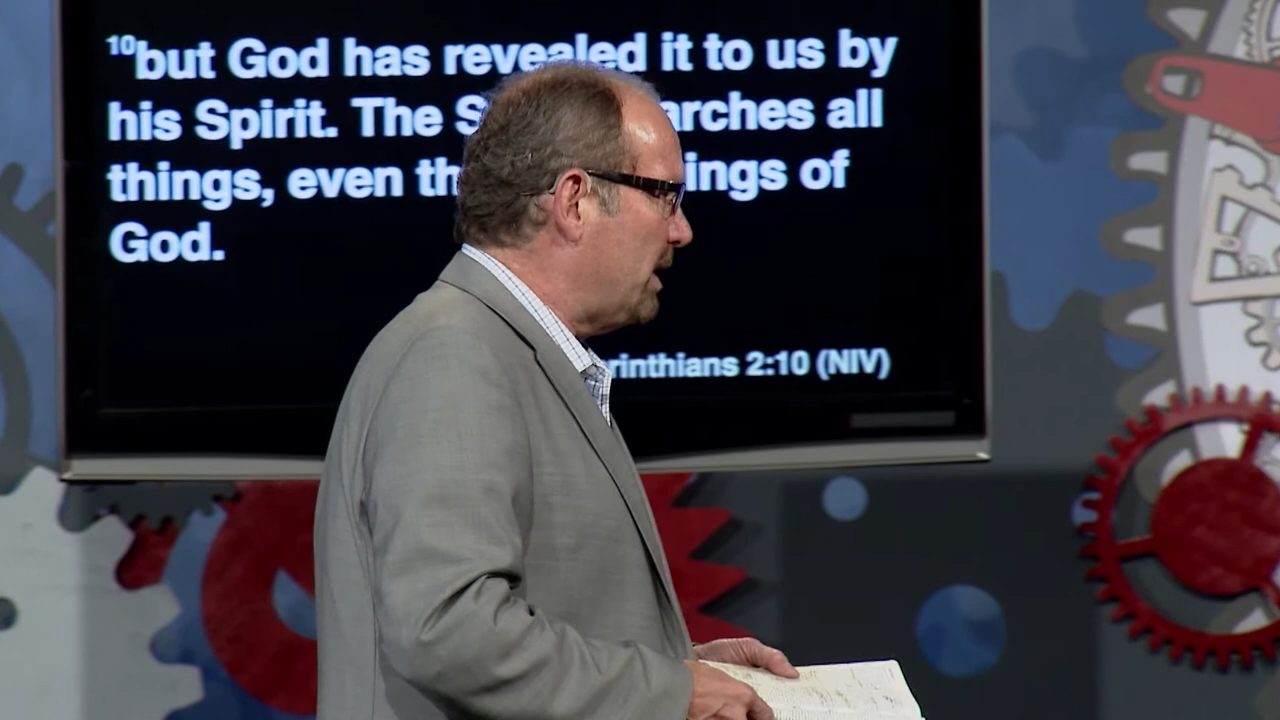 ¹⁰but God has revealed it to us by
his Spirit. The S arches all
things, even th ings of
God.
rinthians 2:10 (NIV)